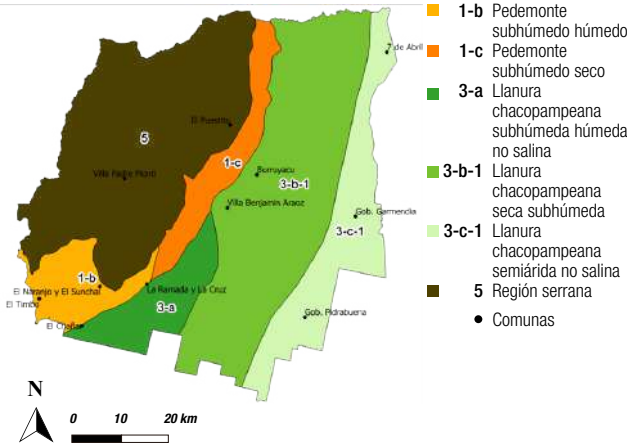 7 de Abril
El Puestito
5
1-c
Villa Padre Monti
Burruyacu
3-b-1
Villa Benjamin Araoz
Gob. Garmendia
3-c-1
1-b
El Naranjo y El Sunchal
La Ramada y La Cruz
El Timbo
3-a
El Chañar
Gob. Pidrabuena
N
0 10 20 km
1-b Pedemonte
subhúmedo húmedo
1-c Pedemonte
subhúmedo seco
3-a Llanura
chacopampeana
subhúmeda húmeda
no salina
3-b-1 Llanura
chacopampeana
seca subhúmeda
3-c-1 Llanura
chacopampeana
semiárida no salina
5 Región serrana
Comunas